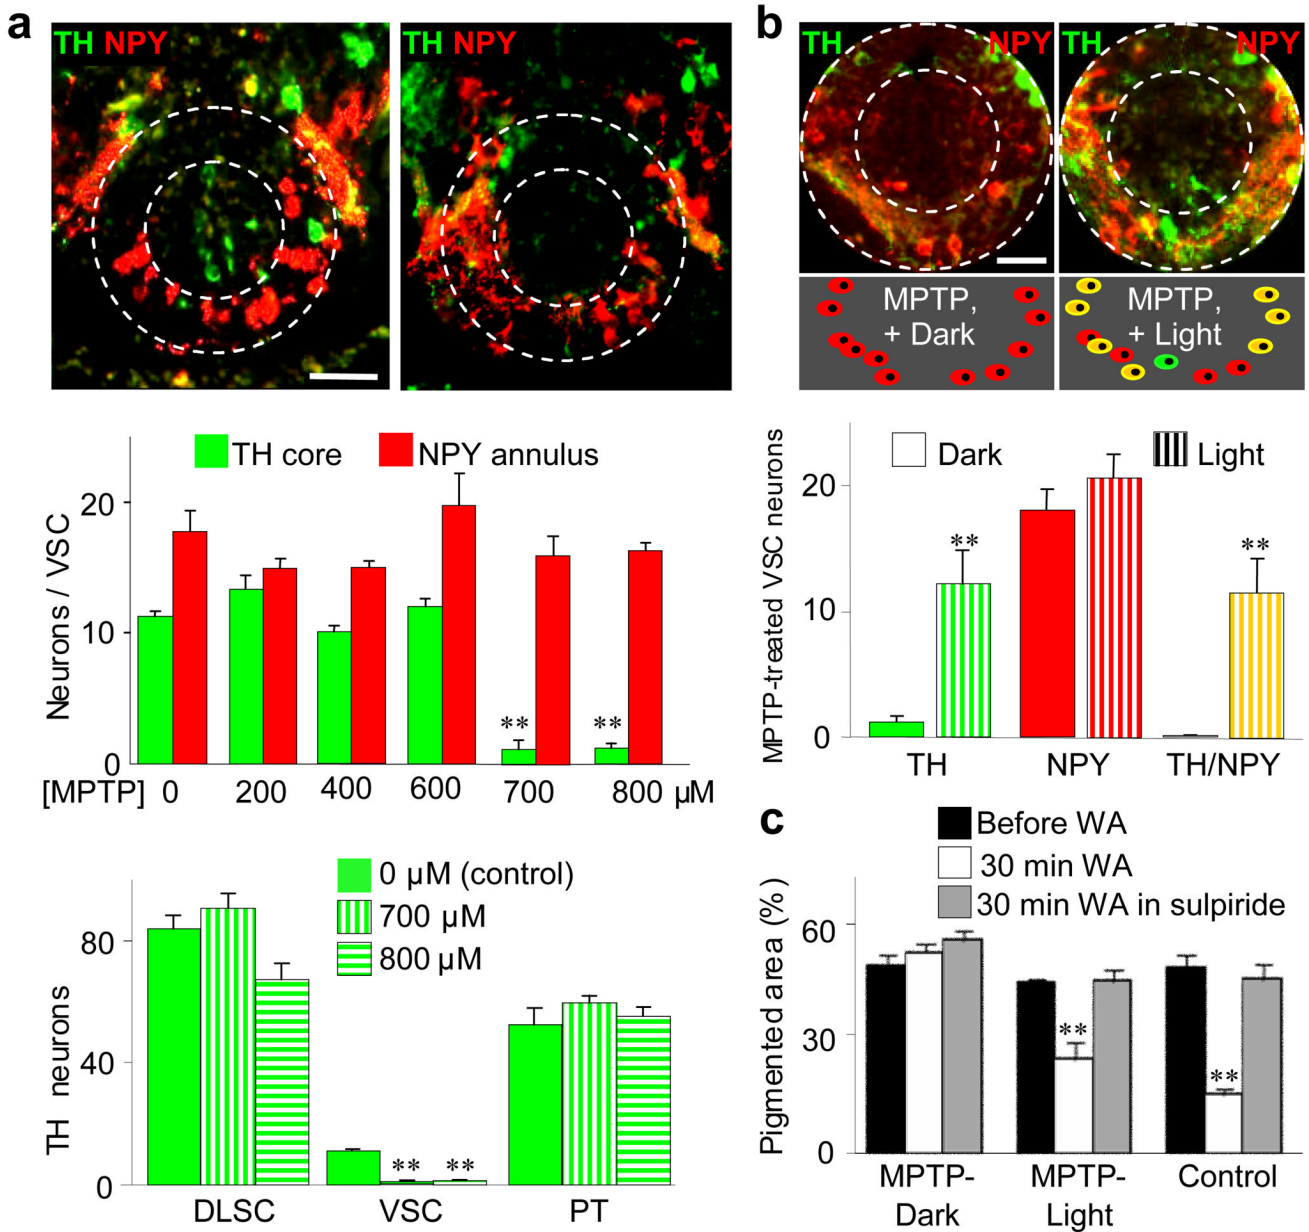 a
TH NPY
TH NPY
b
TH NPY
TH NPY
MPTP,
+ Dark
MPTP,
+ Light
TH core
NPY annulus
Neurons / VSC
20
10
0
** **
[MPTP] 0 200 400 600 700 800 µM
Dark
Light
MPTP-treated VSC neurons
20
10
0
** **
TH NPY TH/NPY
0 µM (control)
700 µM
800 µM
TH neurons
80
40
0
** **
DLSC VSC PT
c
Before WA
30 min WA
30 min WA in sulpiride
Pigmented area (%)
60
30
0
** **
MPTP-
Dark
MPTP-
Light
Control